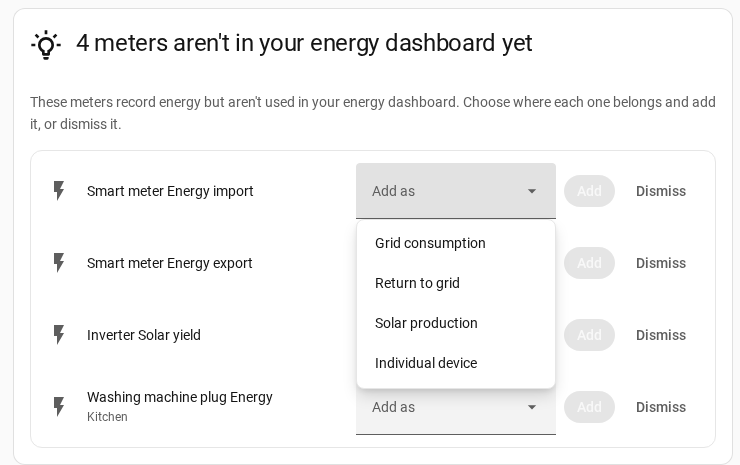 4 meters aren't in your energy dashboard yet
These meters record energy but aren't used in your energy dashboard. Choose where each one belongs and add
it, or dismiss it.
Smart meter Energy import
Add as
Add
Dismiss
Smart meter Energy export
Add
Dismiss
Inverter Solar yield
Add
Dismiss
Grid consumption
Return to grid
Solar production
Individual device
Washing machine plug Energy
Kitchen
Add as
Add
Dismiss